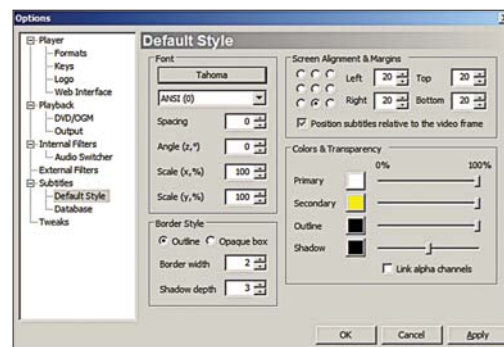 Options
Player
Formats
Keys
Logo
Web Interface
Playback
DVD/OGM
Output
Internal Filters
Audio Switcher
External Filters
Subtitles
Default Style
Database
Tweaks
Default Style
Font
Tahoma
ANSI (0)
Spacing 0
Angle (z,°) 0
Scale (x,%) 100
Scale (y,%) 100
Border Style
Outline Opaque box
Border width 2
Shadow depth 3
Screen Alignment & Margins
Left 20 Top 20
Right 20 Bottom 20
Position subtitles relative to the video frame
Colors & Transparency
0% 100%
Primary
Secondary
Outline
Shadow
Link alpha channels
OK Cancel Apply